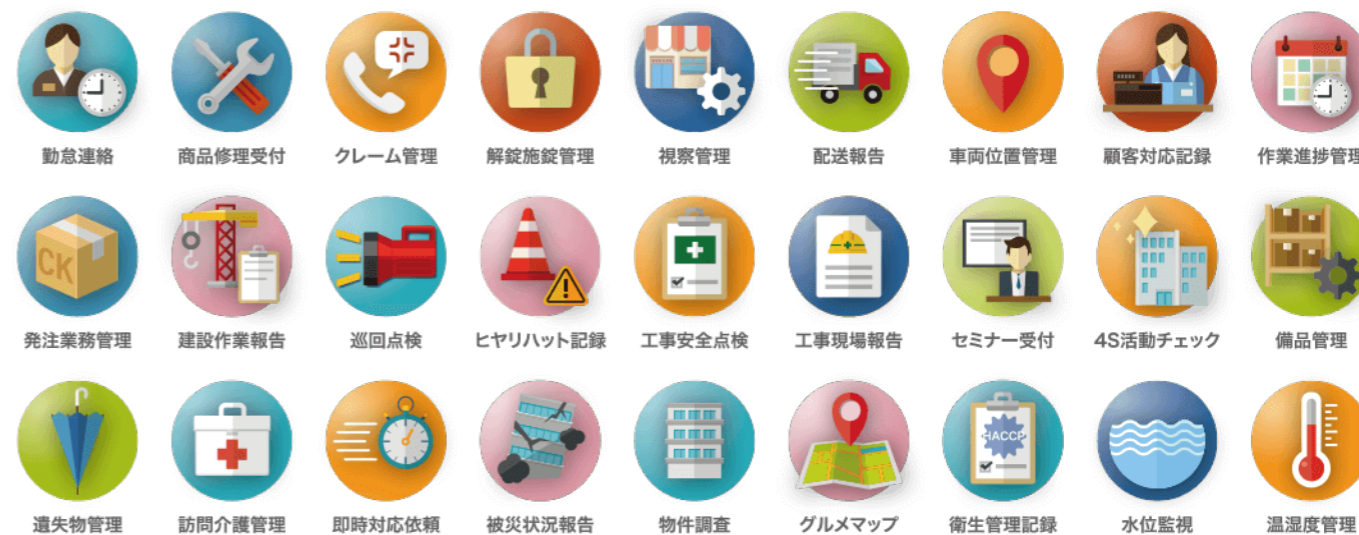 勤怠連絡
商品修理受付
クレーム管理
解錠施錠管理
視察管理
配送報告
車両位置管理
顧客対応記録
作業進捗管理
CK
発注業務管理
建設作業報告
巡回点検
ヒヤリハット記録
工事安全点検
工事現場報告
セミナー受付
4S活動チェック
備品管理
遺失物管理
訪問介護管理
即時対応依頼
被災状況報告
物件調査
グルメマップ
HACCP
衛生管理記録
水位監視
温湿度管理